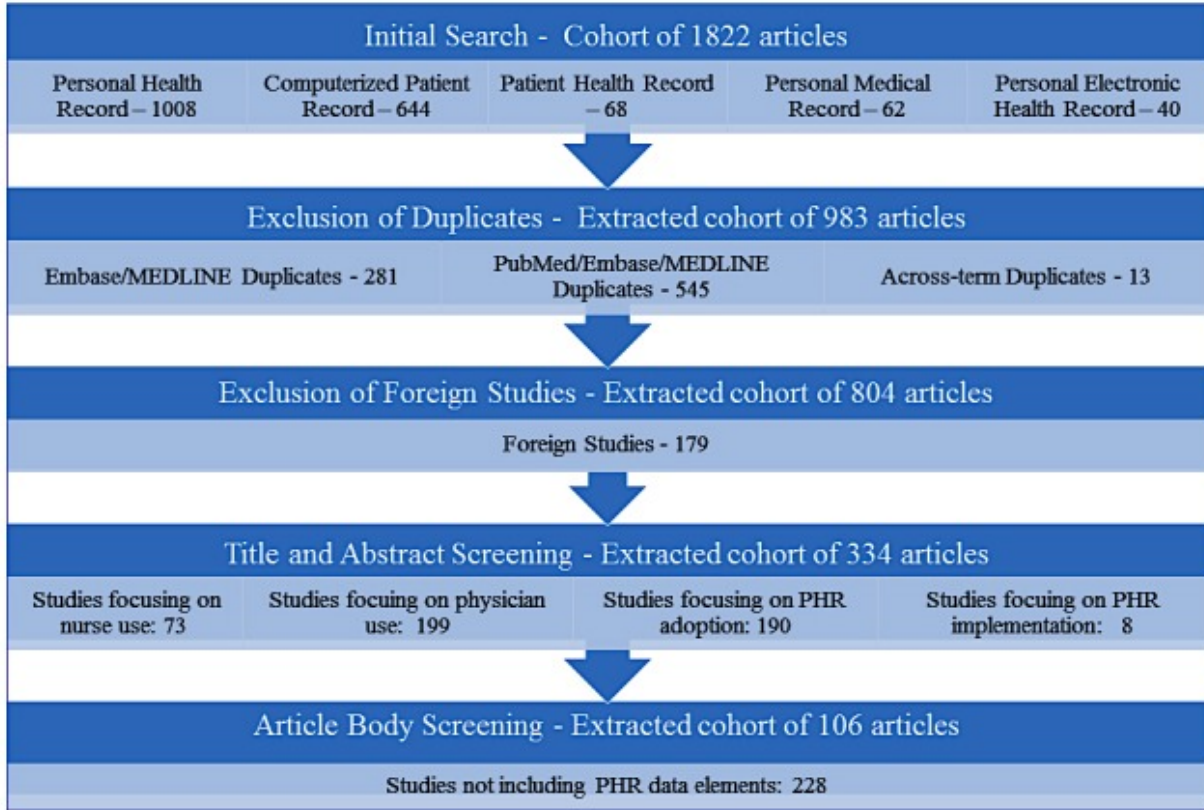 Initial Search - Cohort of 1822 articles
Personal Health
Record – 1008
Computerized Patient
Record – 644
Patient Health Record
– 68
Personal Medical
Record – 62
Personal Electronic
Health Record – 40
Exclusion of Duplicates - Extracted cohort of 983 articles
Embase/MEDLINE Duplicates - 281
PubMed/Embase/MEDLINE
Duplicates - 545
Across-term Duplicates - 13
Exclusion of Foreign Studies - Extracted cohort of 804 articles
Foreign Studies - 179
Title and Abstract Screening - Extracted cohort of 334 articles
Studies focusing on
nurse use: 73
Studies focuing on physician
use: 199
Studies focusing on PHR
adoption: 190
Studies focuing on PHR
implementation: 8
Article Body Screening - Extracted cohort of 106 articles
Studies not including PHR data elements: 228